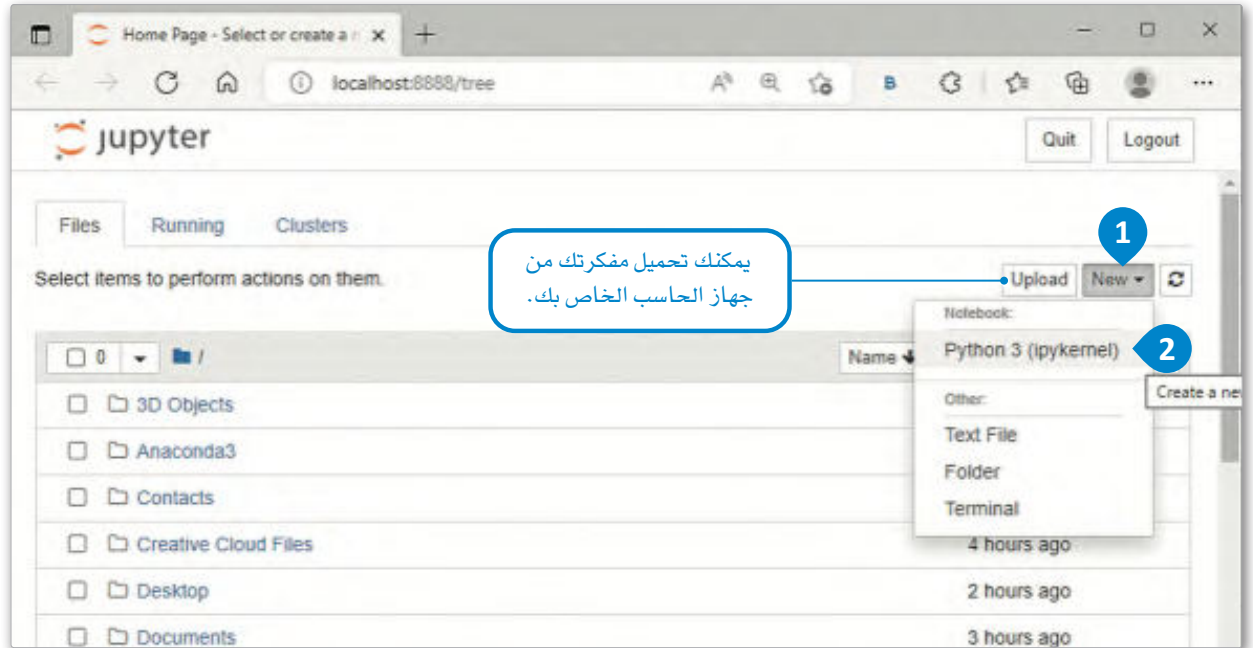 Home Page - Select or create a n
localhost:8888/tree
B
jupyter
Quit
Logout
Files
Running
Clusters
1
يمكنك تحميل مفكرتك من
جهاز الحاسب الخاص بك.
Select items to perform actions on them.
Upload
New
Notebook:
0
/
Name
Python 3 (ipykernel)
2
Create a ne
3D Objects
Other:
Anaconda3
Text File
Folder
Contacts
Terminal
Creative Cloud Files
4 hours ago
Desktop
2 hours ago
Documents
3 hours ago